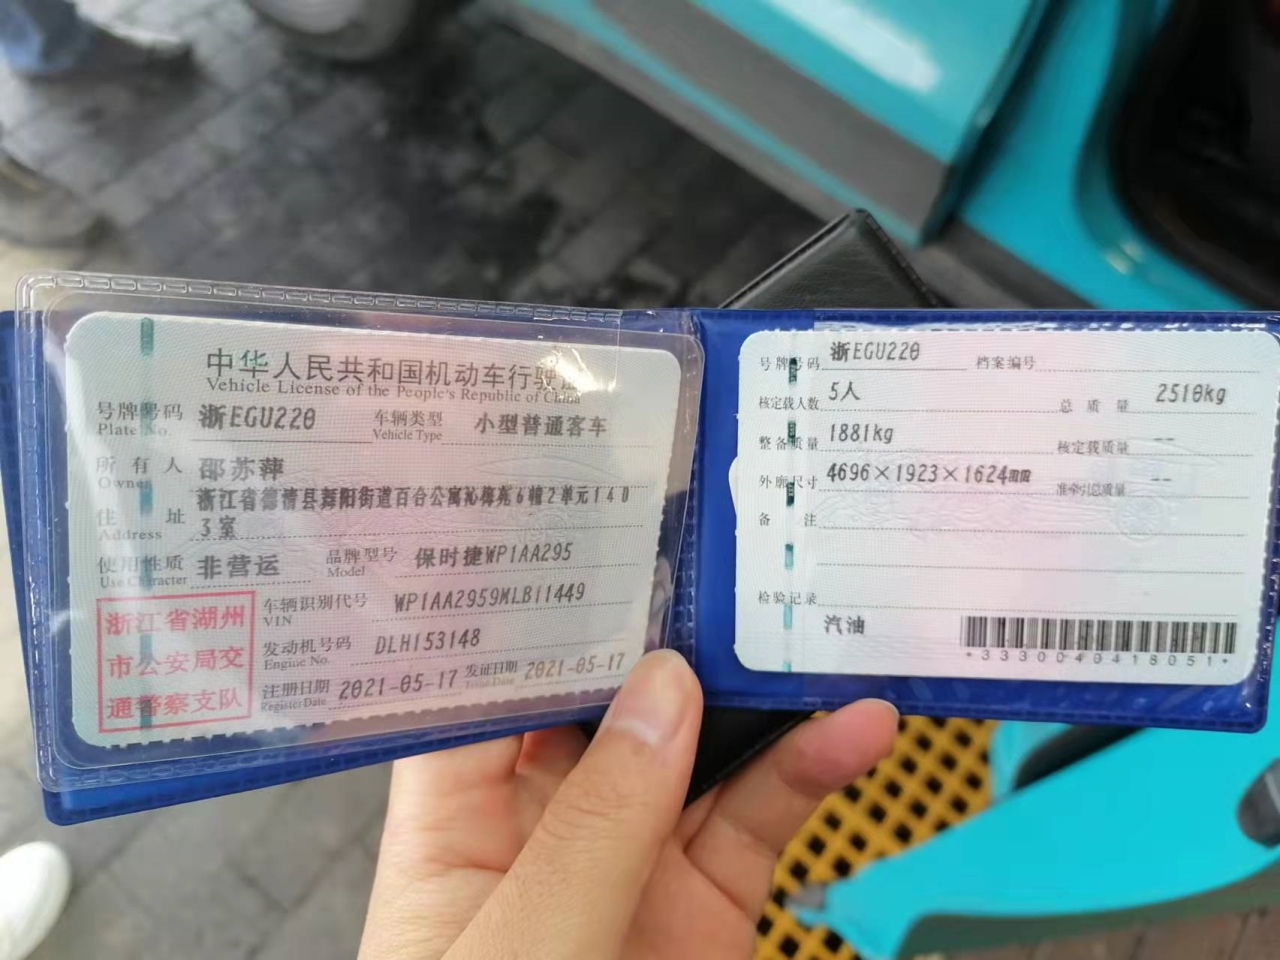 中华人民共和国机动车行驶证
Vehicle License of the People's Republic of China
号牌号码 浙EGU220 车辆类型 小型普通客车
Plate No. Vehicle Type
所有人 邵苏萍
Owner
住址 浙江省德清县舞阳街道百合公寓沁梅苑6幢2单元140
3室
Address
使用性质 非营运 品牌型号 保时捷WP1AA295
Use Character Model
浙江省湖州
市公安局交
通警察支队
车辆识别代号 WP1AA2959MLB11449
VIN
发动机号码 DLH153148
Engine No.
注册日期 2021-05-17 发证日期 2021-05-17
Register Date Issue Date
号牌号码 浙EGU220 档案编号
核定载人数 5人 总质量 2510kg
整备质量 1881kg 核定载质量 --
外廓尺寸 4696×1923×1624mm 准牵引总质量 --
备注
检验记录
汽油
*3330040418051*